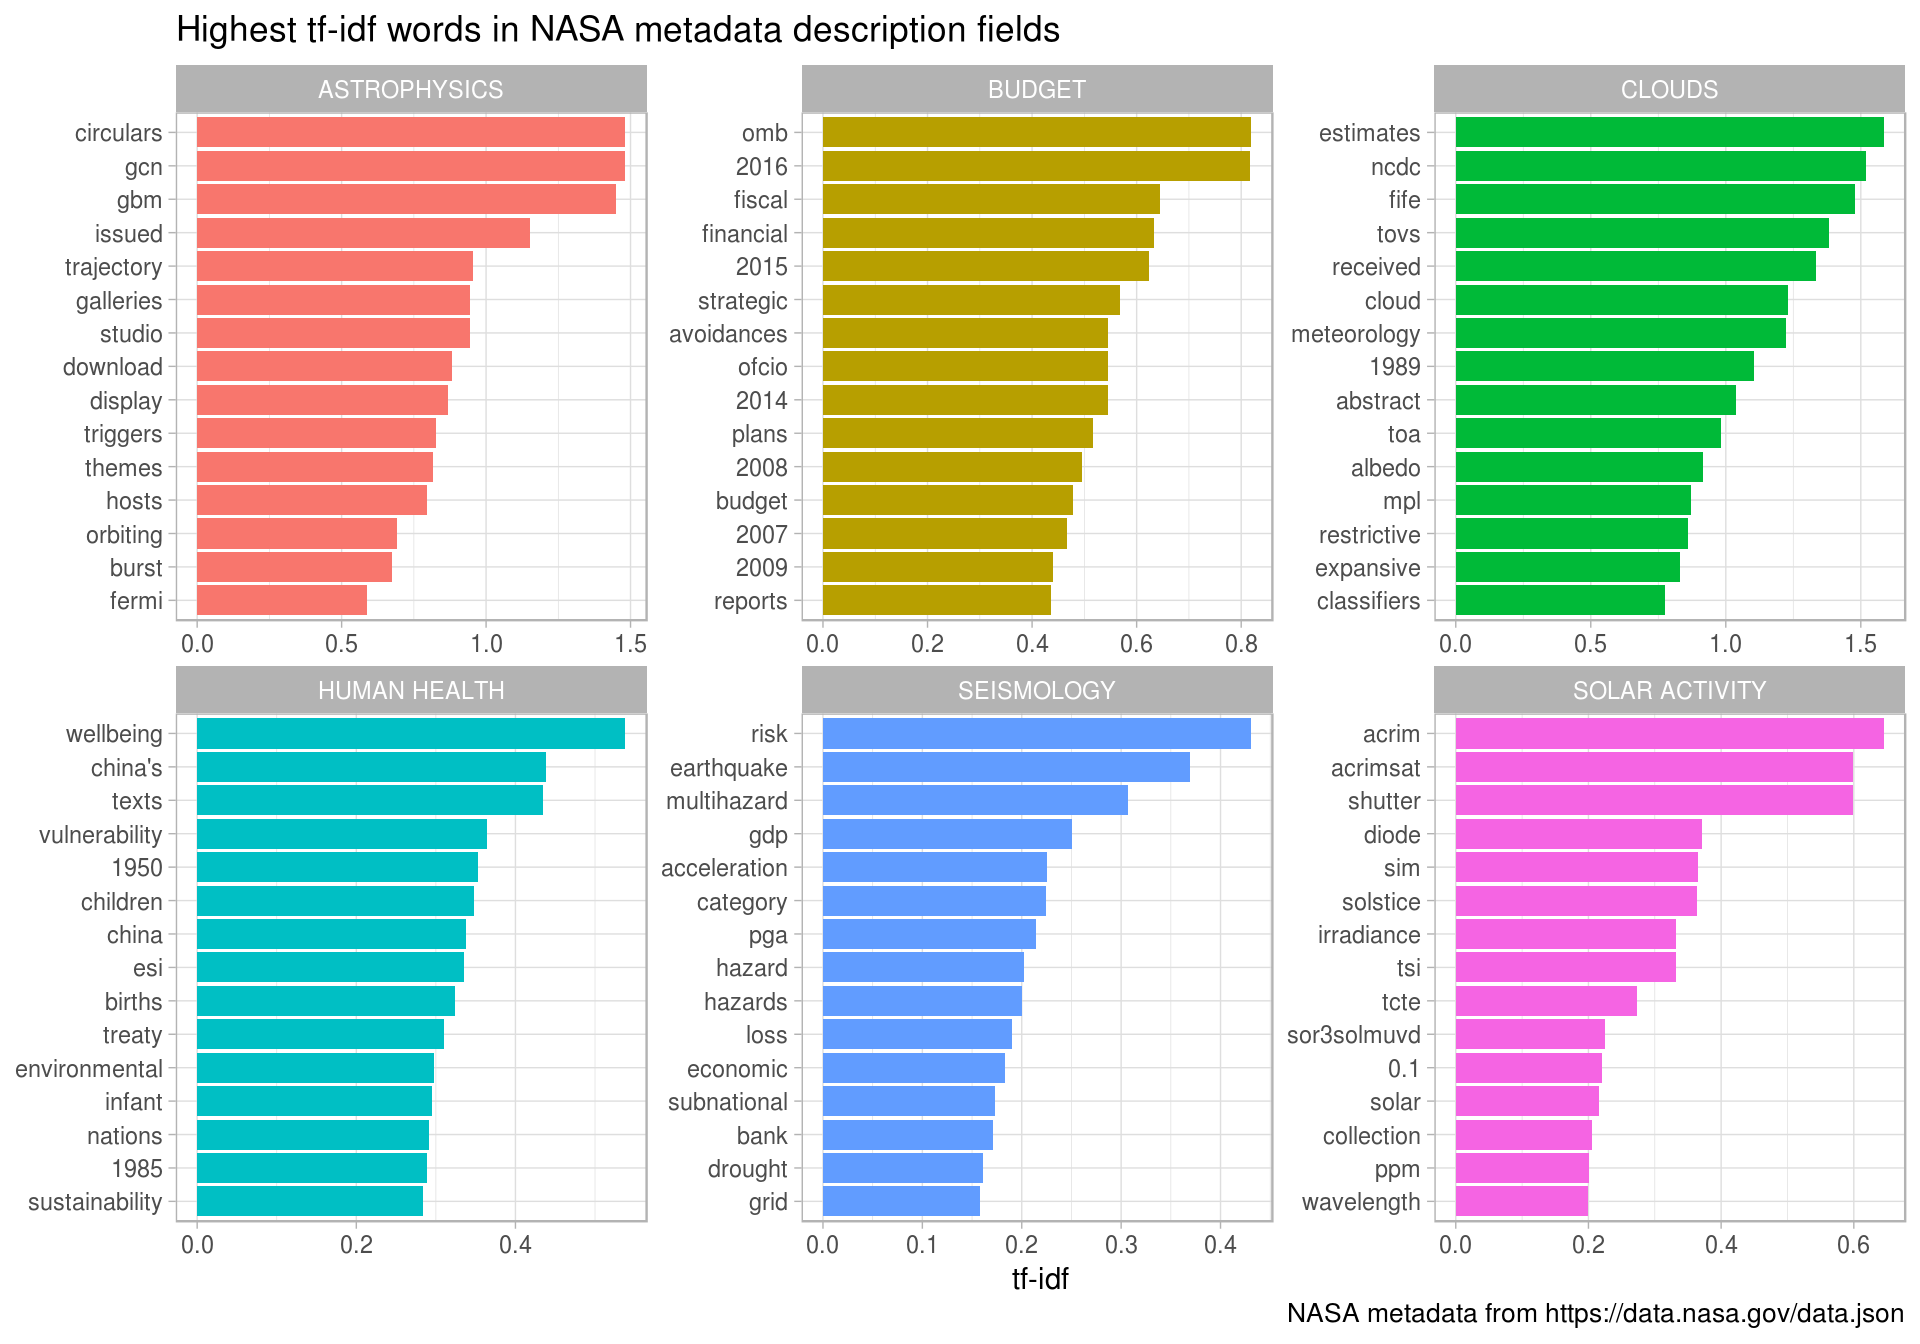 Highest tf-idf words in NASA metadata description fields
ASTROPHYSICS
circulars
gcn
gbm
issued
trajectory
galleries
studio
download
display
triggers
themes
hosts
orbiting
burst
fermi
0.0 0.5 1.0 1.5
BUDGET
omb
2016
fiscal
financial
2015
strategic
avoidances
ofcio
2014
plans
2008
budget
2007
2009
reports
0.0 0.2 0.4 0.6 0.8
CLOUDS
estimates
ncdc
fife
tovs
received
cloud
meteorology
1989
abstract
toa
albedo
mpl
restrictive
expansive
classifiers
0.0 0.5 1.0 1.5
HUMAN HEALTH
wellbeing
china's
texts
vulnerability
1950
children
china
esi
births
treaty
environmental
infant
nations
1985
sustainability
0.0 0.2 0.4
SEISMOLOGY
risk
earthquake
multihazard
gdp
acceleration
category
pga
hazard
hazards
loss
economic
subnational
bank
drought
grid
0.0 0.1 0.2 0.3 0.4
SOLAR ACTIVITY
acrim
acrimsat
shutter
diode
sim
solstice
irradiance
tsi
tcte
sor3solmuvd
0.1
solar
collection
ppm
wavelength
0.0 0.2 0.4 0.6
tf-idf
NASA metadata from https://data.nasa.gov/data.json